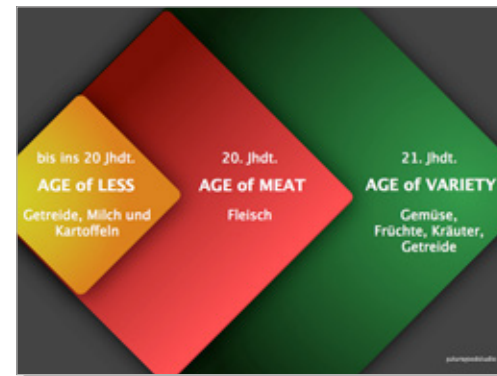 bis ins 20 Jhdt.
AGE of LESS
Getreide, Milch und
Kartoffeln
20. Jhdt.
AGE of MEAT
Fleisch
21. Jhdt.
AGE of VARIETY
Gemüse,
Früchte, Kräuter,
Getreide